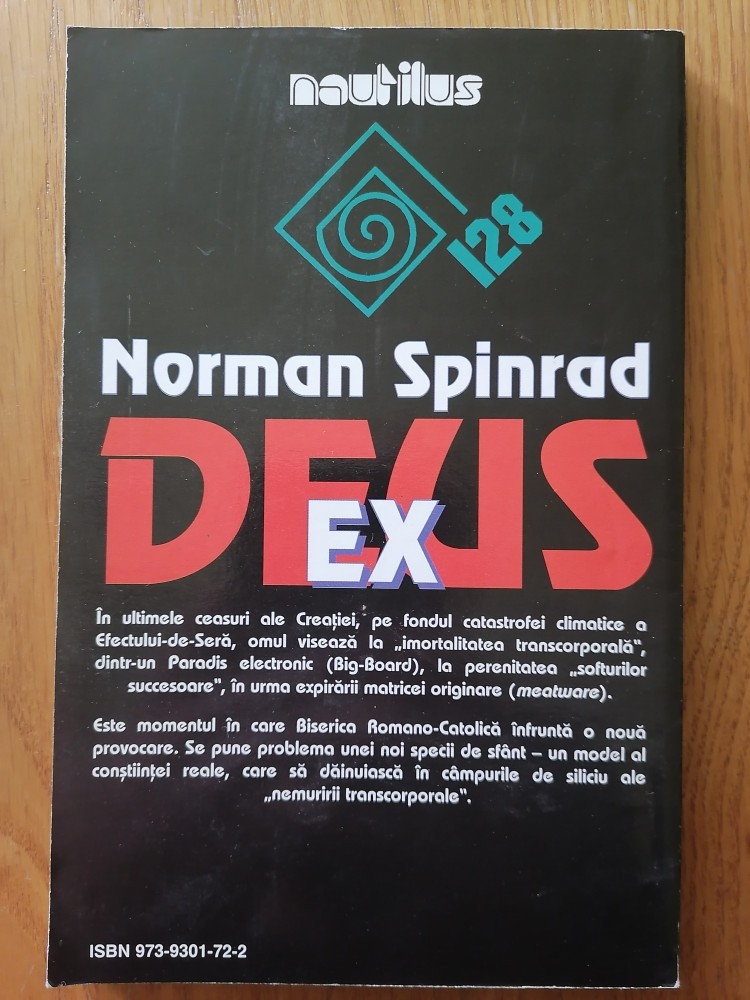 nautilus
128
Norman Spinrad
DEUS
EX
În ultimele ceasuri ale Creației, pe fondul catastrofei climatice a
Efectului-de-Seră, omul visează la „imortalitatea transcorporală“,
dintr-un Paradis electronic (Big-Board), la perenitatea „softurilor
succesoare“, în urma expirării matricei originare (meatware).
Este momentul în care Biserica Romano-Catolică înfruntă o nouă
provocare. Se pune problema unei noi specii de sfânt – un model al
conștiinței reale, care să dăinuiască în câmpurile de siliciu ale
„nemuririi transcorporale“.
ISBN 973-9301-72-2